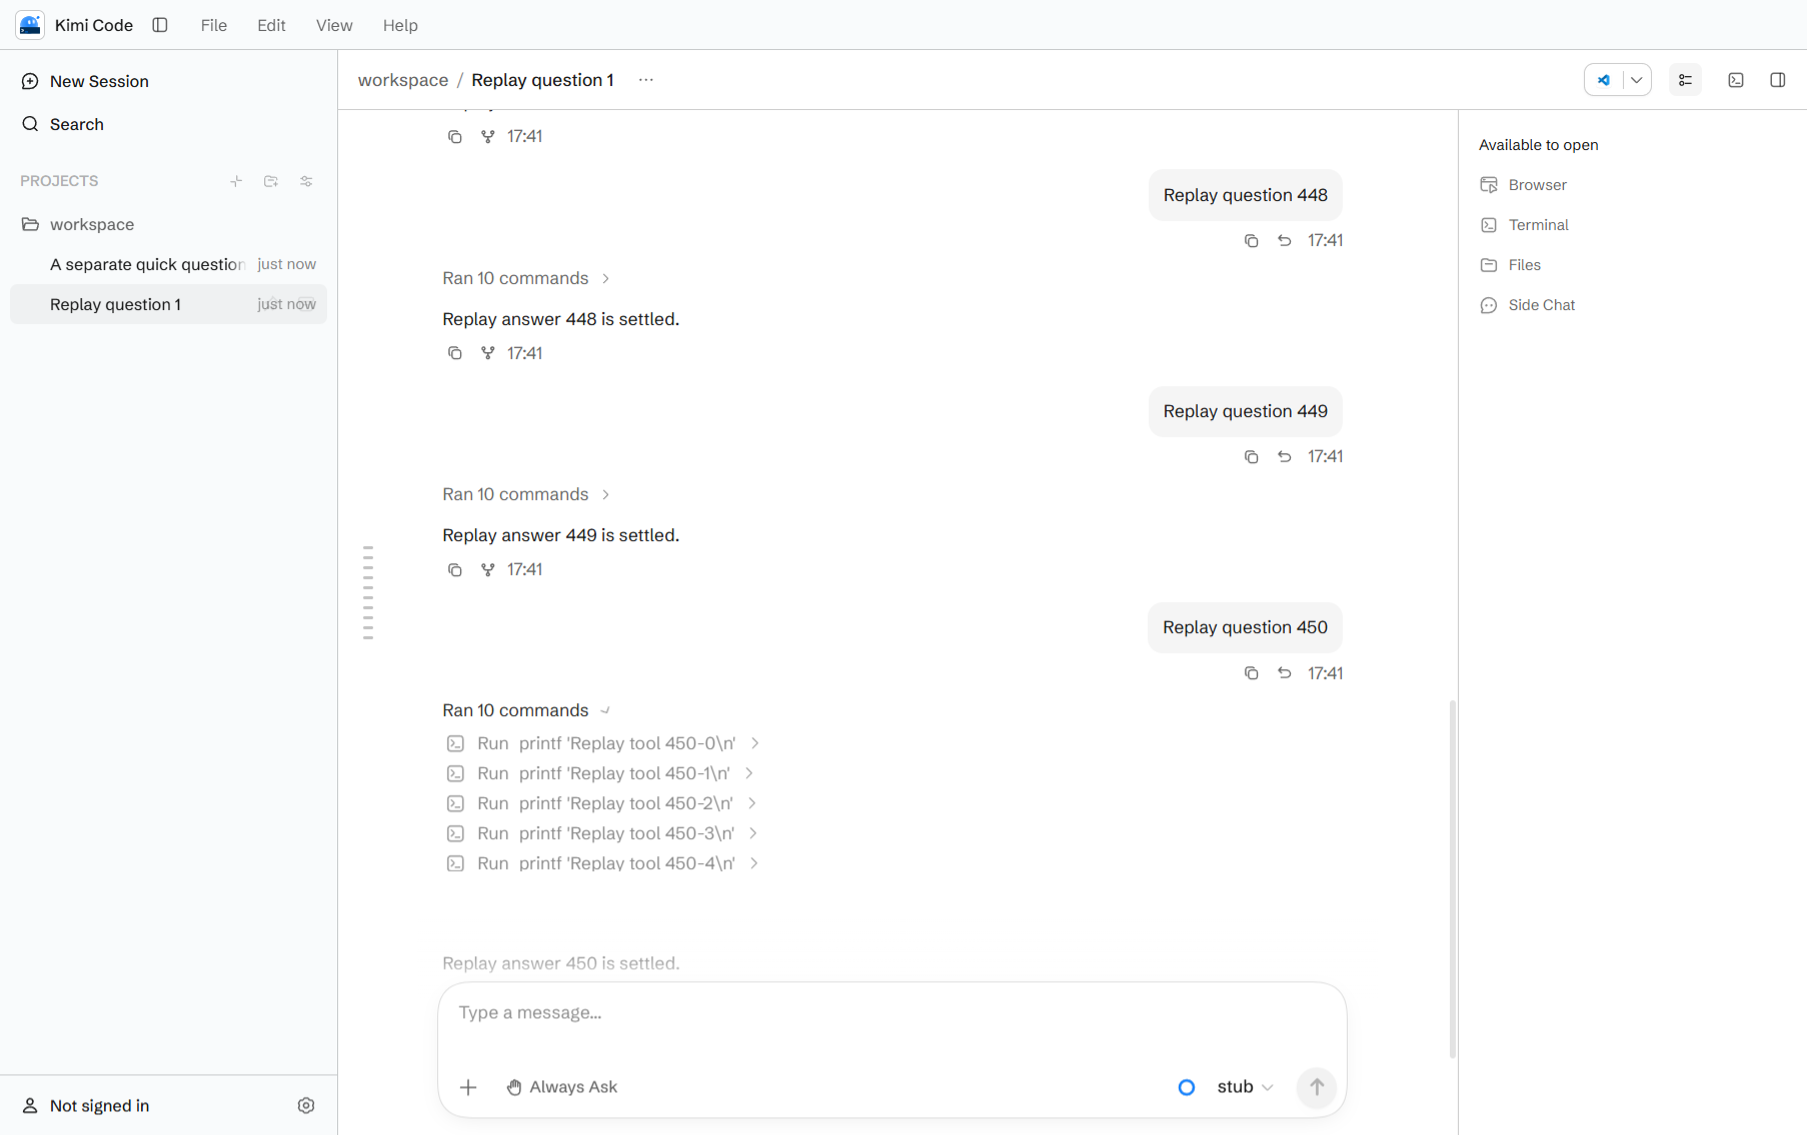 Kimi Code File Edit View Help
New Session
Search
PROJECTS
workspace
A separate quick question just now
Replay question 1 just now
Not signed in
workspace / Replay question 1 ...
17:41
Replay question 448
17:41
Ran 10 commands
Replay answer 448 is settled.
17:41
Replay question 449
17:41
Ran 10 commands
Replay answer 449 is settled.
17:41
Replay question 450
17:41
Ran 10 commands
Run printf 'Replay tool 450-0\n'
Run printf 'Replay tool 450-1\n'
Run printf 'Replay tool 450-2\n'
Run printf 'Replay tool 450-3\n'
Run printf 'Replay tool 450-4\n'
Replay answer 450 is settled.
Type a message...
Always Ask stub
Available to open
Browser
Terminal
Files
Side Chat